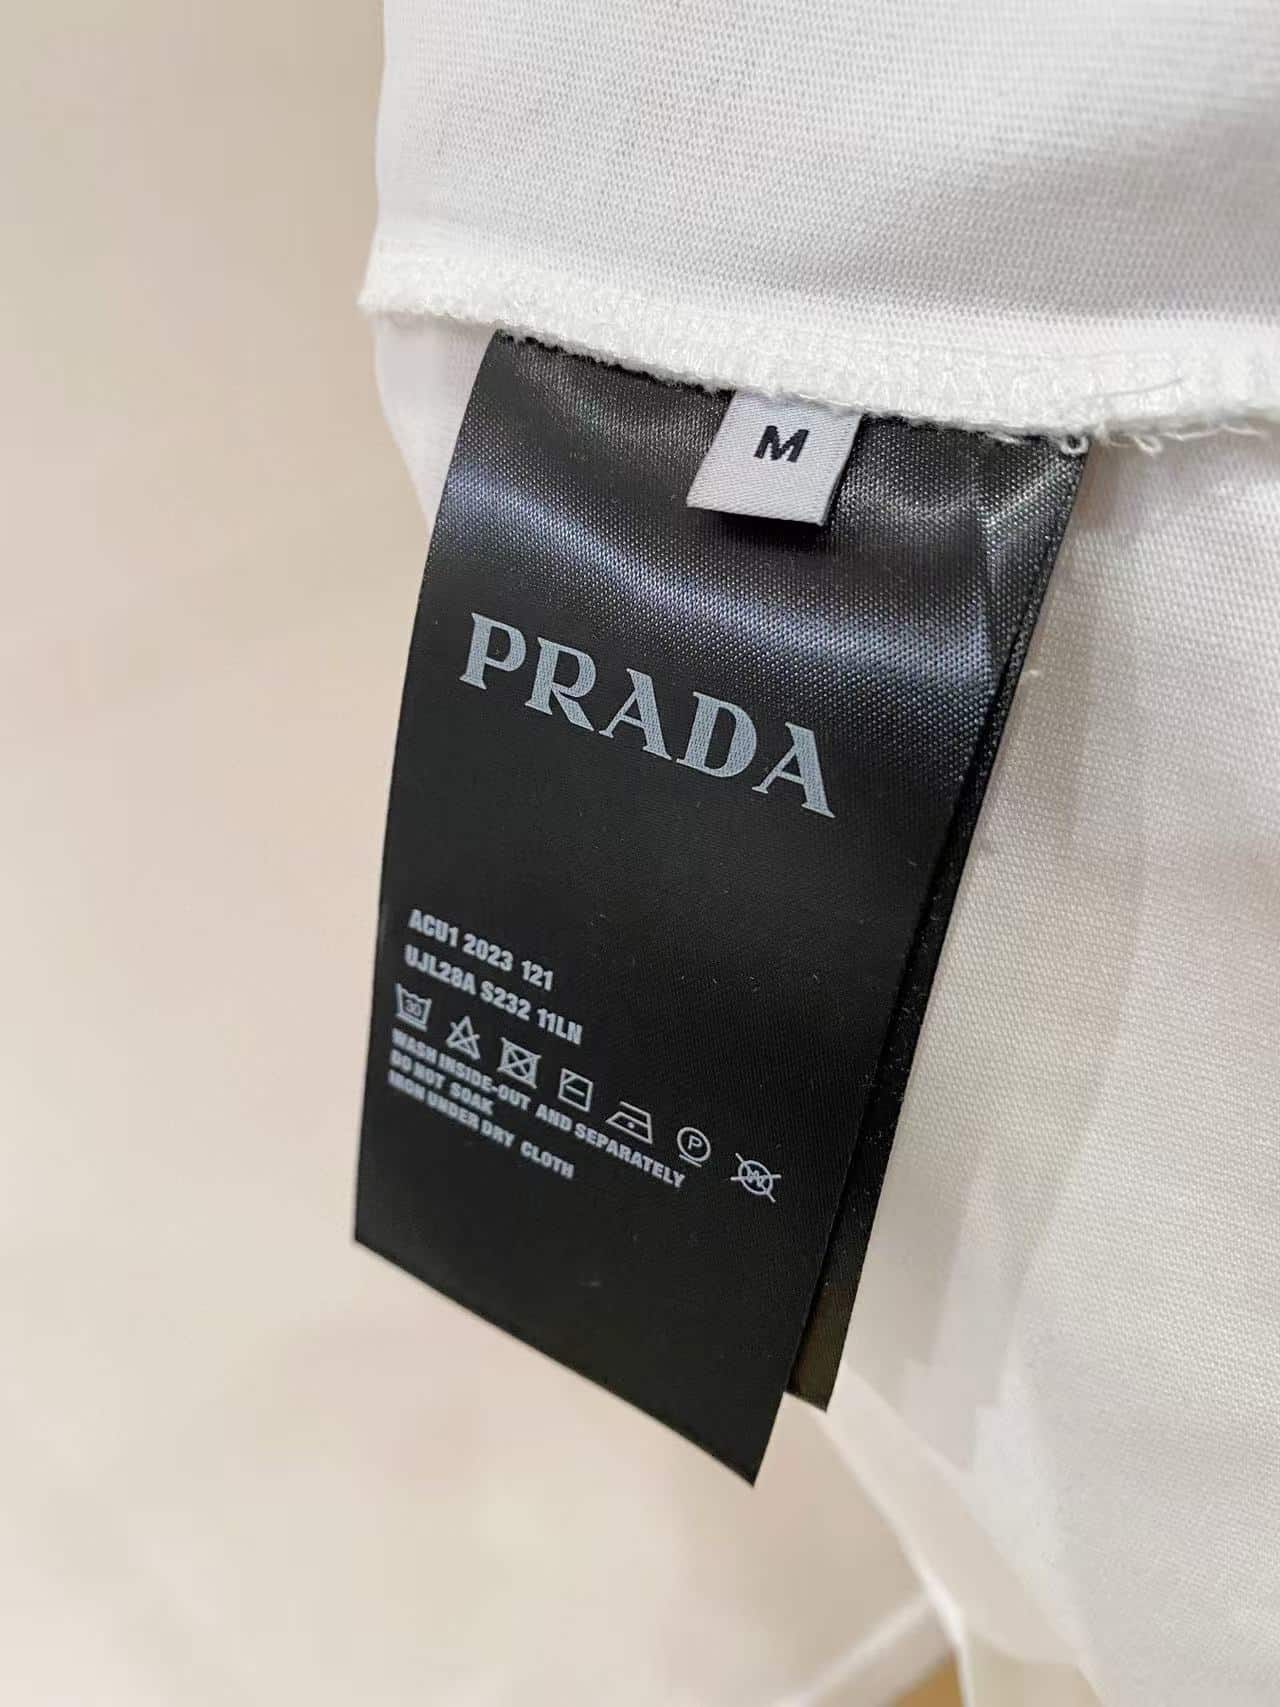 M
PRADA
ACU1 2023 121
UJL28A S232 11LN
30
P
W
WASH INSIDE-OUT AND SEPARATELY
DO NOT SOAK
IRON UNDER DRY CLOTH